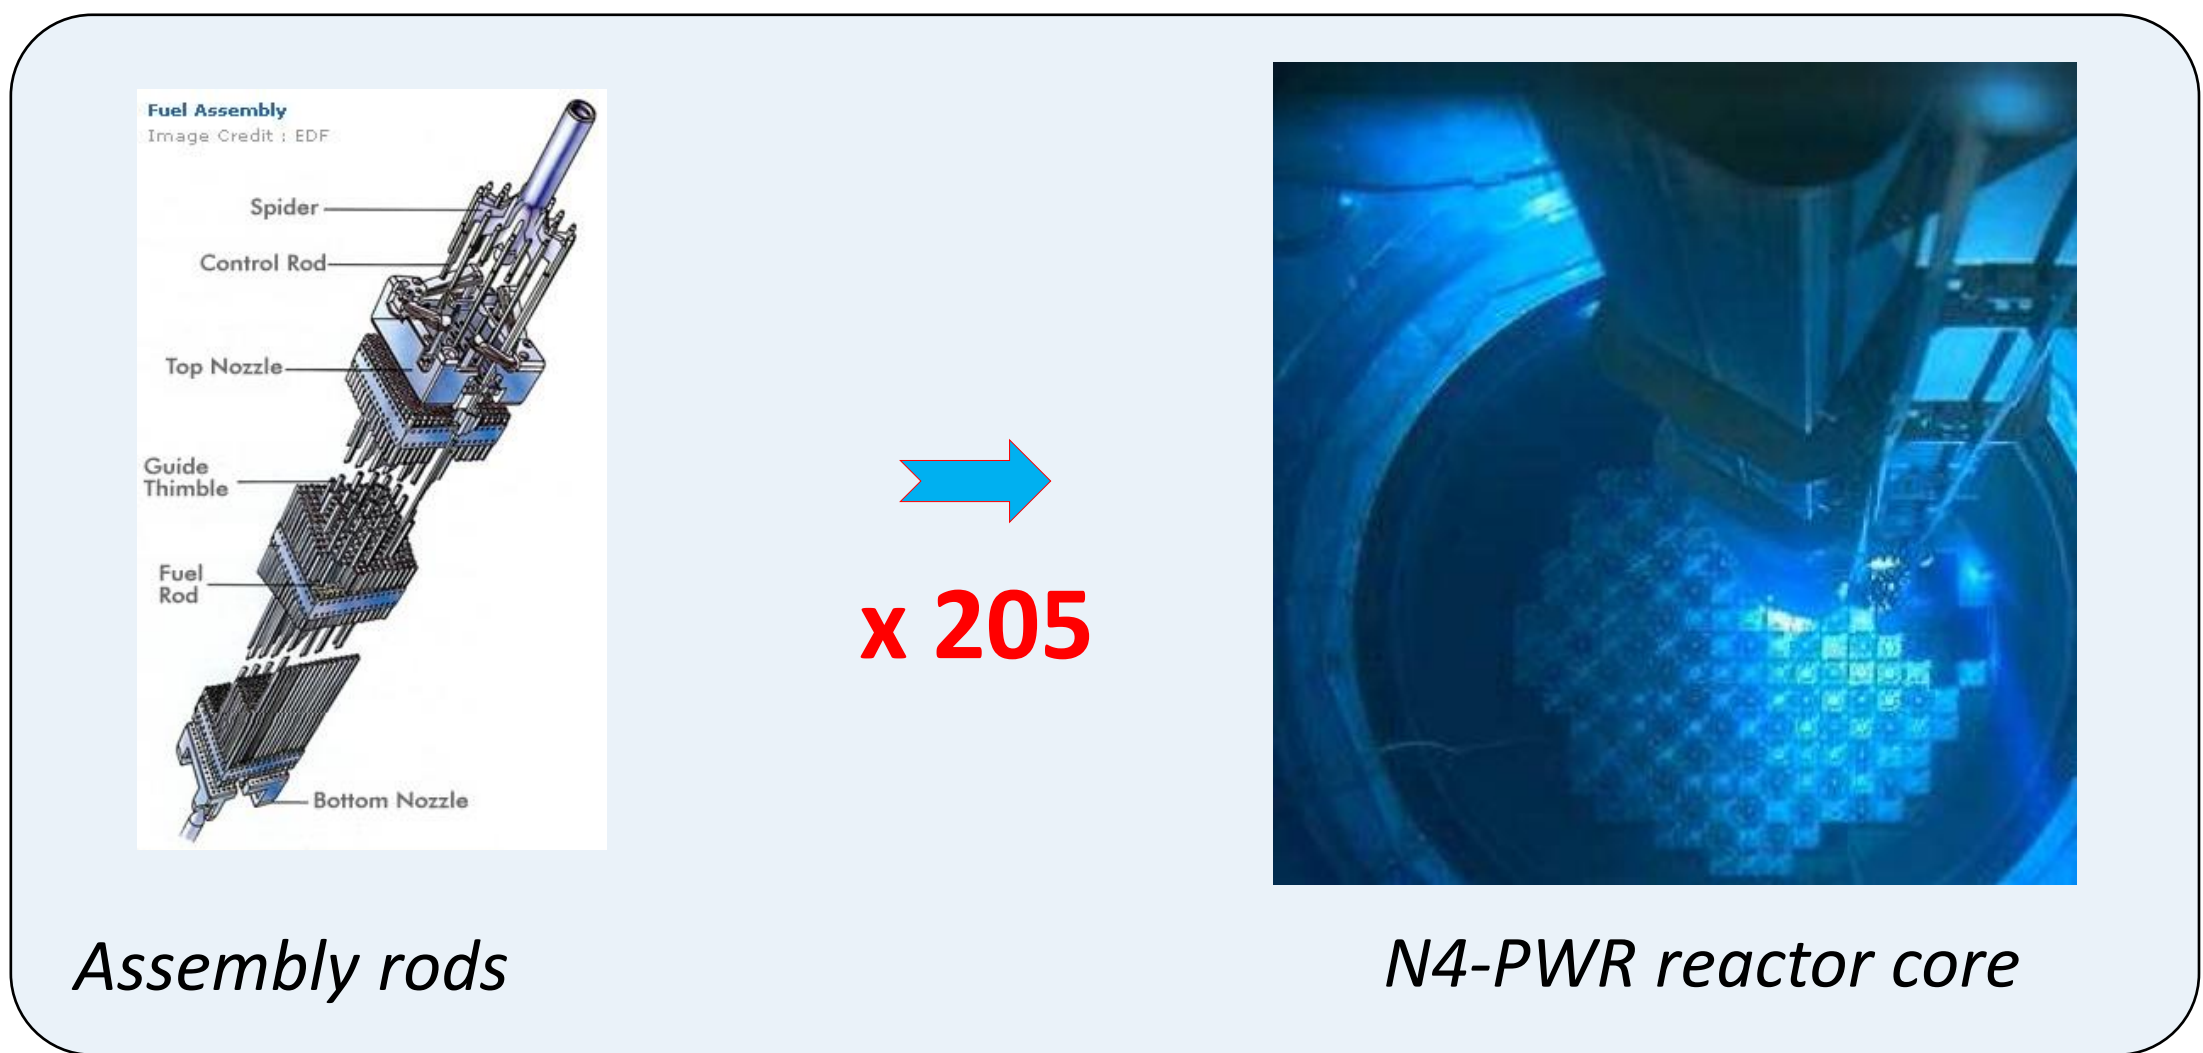 Fuel Assembly
Image Credit : EDF
Spider
Control Rod
Top Nozzle
Guide
Thimble
Fuel
Rod
Bottom Nozzle
x 205
Assembly rods
N4-PWR reactor core